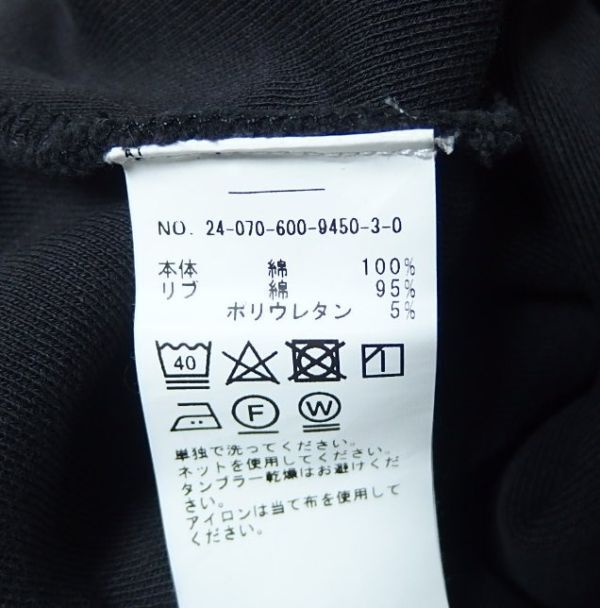 NO. 24-070-600-9450-3-0
本体 綿 100%
リブ 綿 95%
ポリウレタン 5%
40
F W
単独で洗ってください。
ネットを使用してください。
タンブラー乾燥はお避けくだ
さい。
アイロンは当て布を使用して
ください。